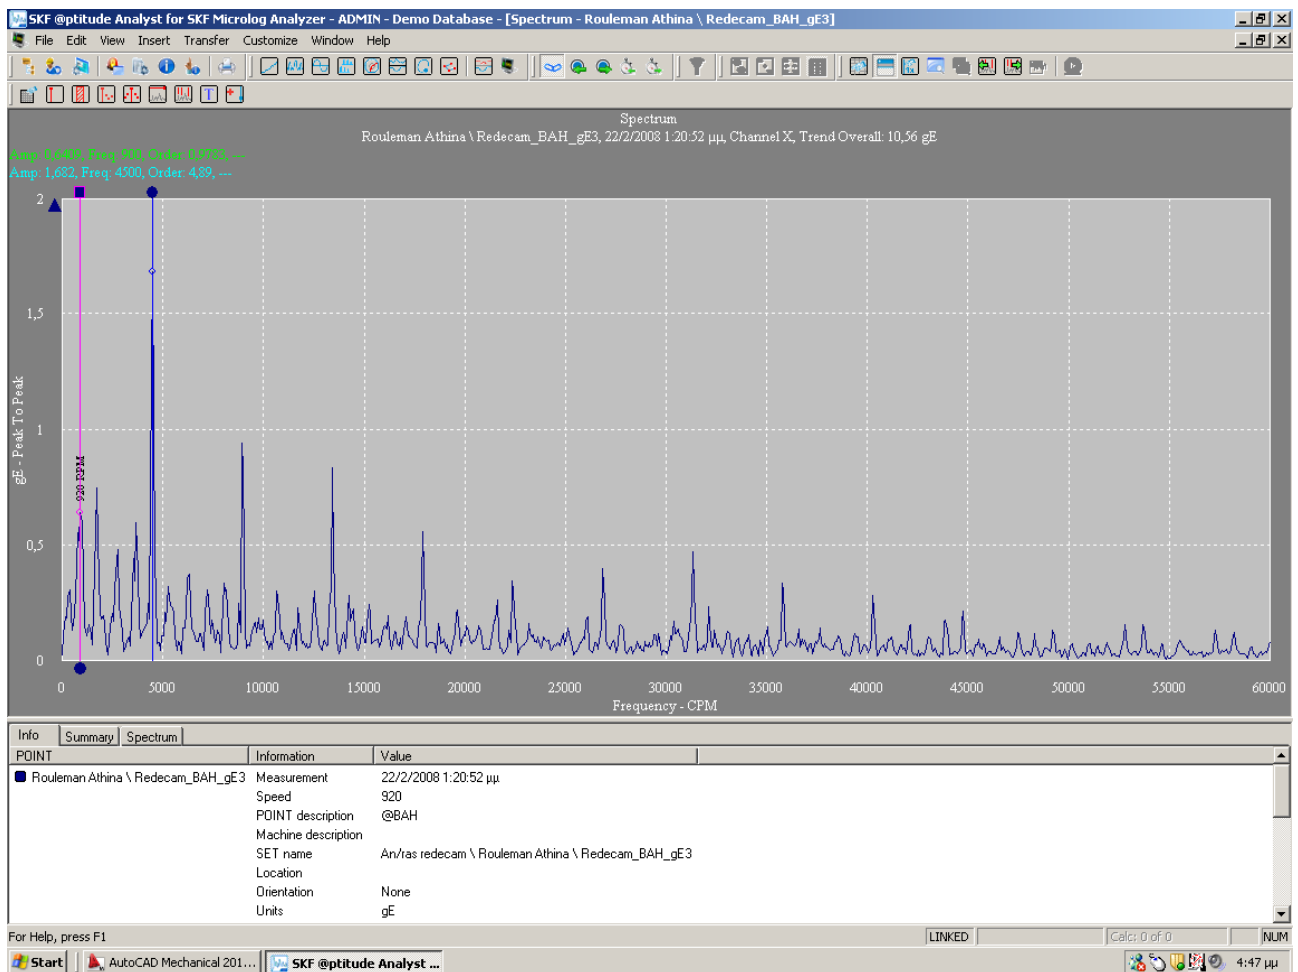 SKF @ptitude Analyst for SKF Microlog Analyzer - ADMIN - Demo Database - [Spectrum - Rouleman Athina \ Redecam_BAH_gE3]
File Edit View Insert Transfer Customize Window Help
Spectrum
Rouleman Athina \ Redecam_BAH_gE3, 22/2/2008 1:20:52 μμ, Channel X, Trend Overall: 10,56 gE
Amp: 0,6409, Freq: 900, Order: 0,9783, ---
Amp: 1,682, Freq: 4500, Order: 4,89, ---
2
1,5
1
0,5
0
gE - Peak To Peak
920 RPM
0 5000 10000 15000 20000 25000 30000 35000 40000 45000 50000 55000 60000
Frequency - CPM
Info Summary Spectrum
POINT Information Value
Rouleman Athina \ Redecam_BAH_gE3 Measurement 22/2/2008 1:20:52 μμ
Speed 920
POINT description @BAH
Machine description
SET name An/ras redecam \ Rouleman Athina \ Redecam_BAH_gE3
Location
Orientation None
Units gE
For Help, press F1 LINKED Calc: 0 of 0 NUM
Start AutoCAD Mechanical 201... SKF @ptitude Analyst ... 4:47 μμ